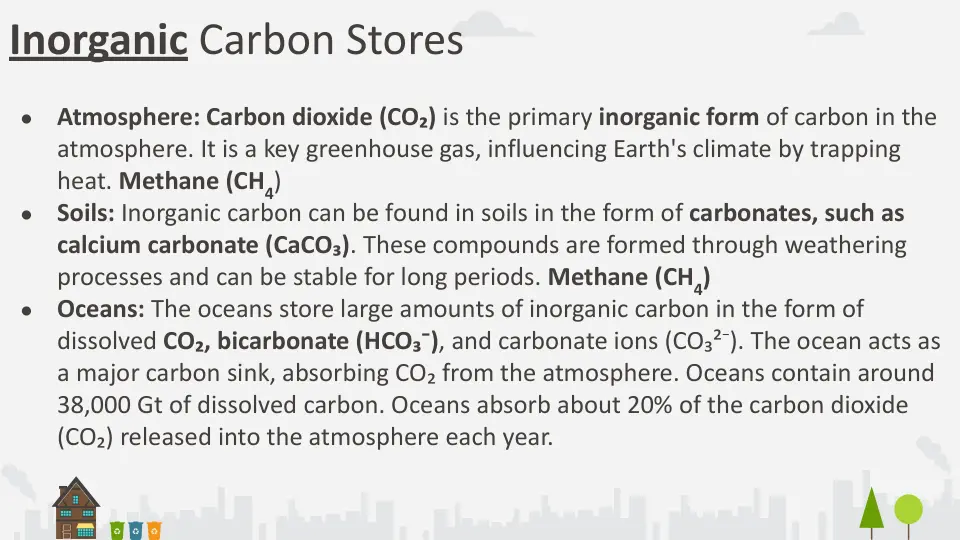 Inorganic Carbon Stores
● Atmosphere: Carbon dioxide (CO₂) is the primary inorganic form of carbon in the
atmosphere. It is a key greenhouse gas, influencing Earth's climate by trapping
heat. Methane (CH₄)
● Soils: Inorganic carbon can be found in soils in the form of carbonates, such as
calcium carbonate (CaCO₃). These compounds are formed through weathering
processes and can be stable for long periods. Methane (CH₄)
● Oceans: The oceans store large amounts of inorganic carbon in the form of
dissolved CO₂, bicarbonate (HCO₃⁻), and carbonate ions (CO₃²⁻). The ocean acts as
a major carbon sink, absorbing CO₂ from the atmosphere. Oceans contain around
38,000 Gt of dissolved carbon. Oceans absorb about 20% of the carbon dioxide
(CO₂) released into the atmosphere each year.